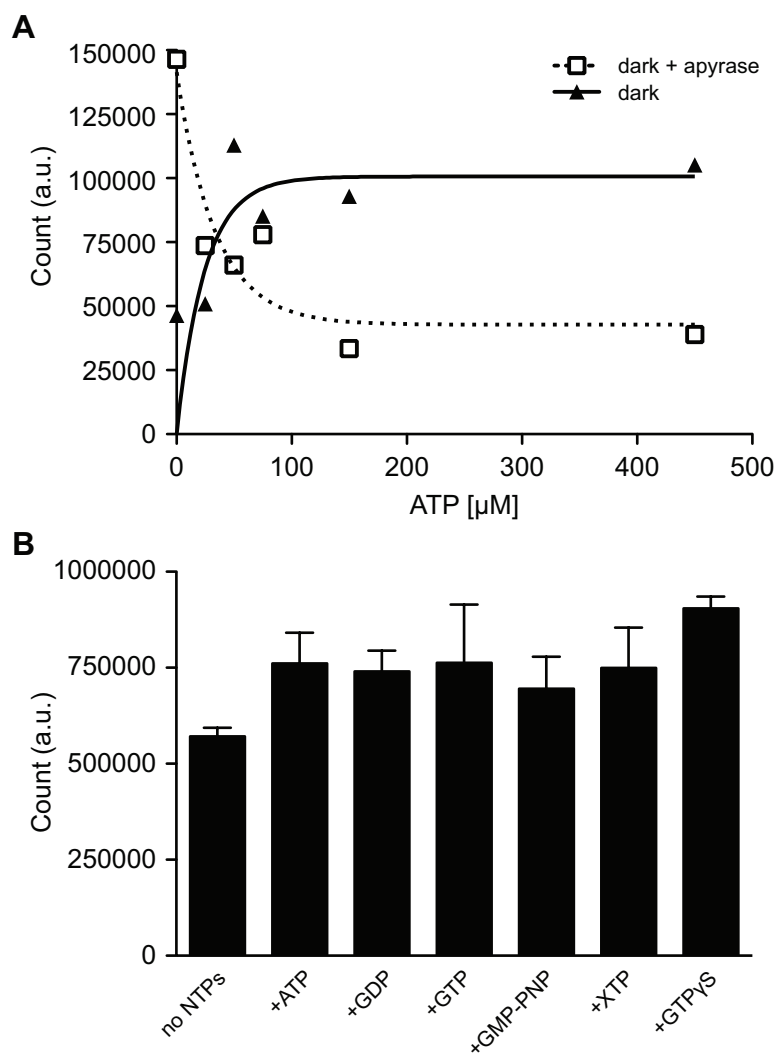 A
150000
125000
100000
75000
50000
25000
0
Count (a.u.)
dark + apyrase
dark
0 100 200 300 400 500
ATP [µM]
B
1000000
750000
500000
250000
0
Count (a.u.)
no NTPs
+ATP
+GDP
+GTP
+GMP-PNP
+XTP
+GTPγS